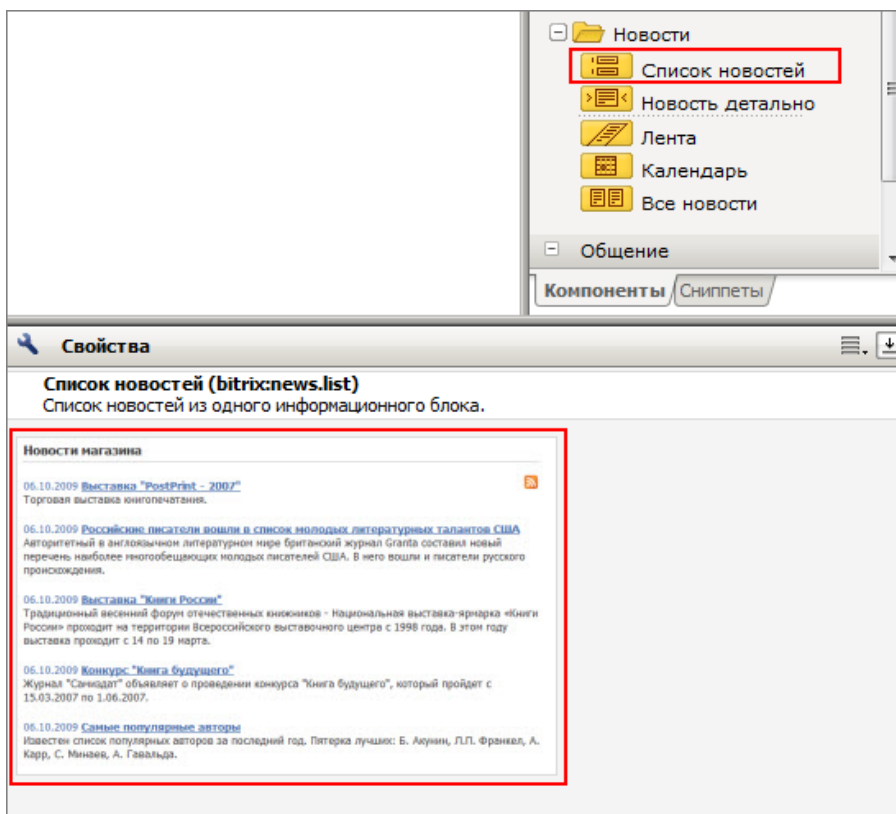 Новости
Список новостей
Новость детально
Лента
Календарь
Все новости
Общение
Компоненты
Сниппеты
Свойства
Список новостей (bitrix:news.list)
Список новостей из одного информационного блока.
Новости магазина
06.10.2009 Выставка "PostPrint - 2007"
Торговая выставка книгопечатания.
06.10.2009 Российские писатели вошли в список молодых литературных талантов США
Авторитетный в англоязычном литературном мире британский журнал Granta составил новый
перечень наиболее многообещающих молодых писателей США. В него вошли и писатели русского
происхождения.
06.10.2009 Выставка "Книги России"
Традиционный весенний форум отечественных книжников - Национальная выставка-ярмарка «Книги
России» проходит на территории Всероссийского выставочного центра с 1998 года. В этом году
выставка проходит с 14 по 19 марта.
06.10.2009 Конкурс "Книга будущего"
Журнал "Самиздат" объявляет о проведении конкурса "Книга будущего", который пройдет с
15.03.2007 по 1.06.2007.
06.10.2009 Самые популярные авторы
Известен список популярных авторов за последний год. Пятерка лучших: Б. Акунин, Л.П. Франкел, А.
Карр, С. Минаев, А. Гавальда.